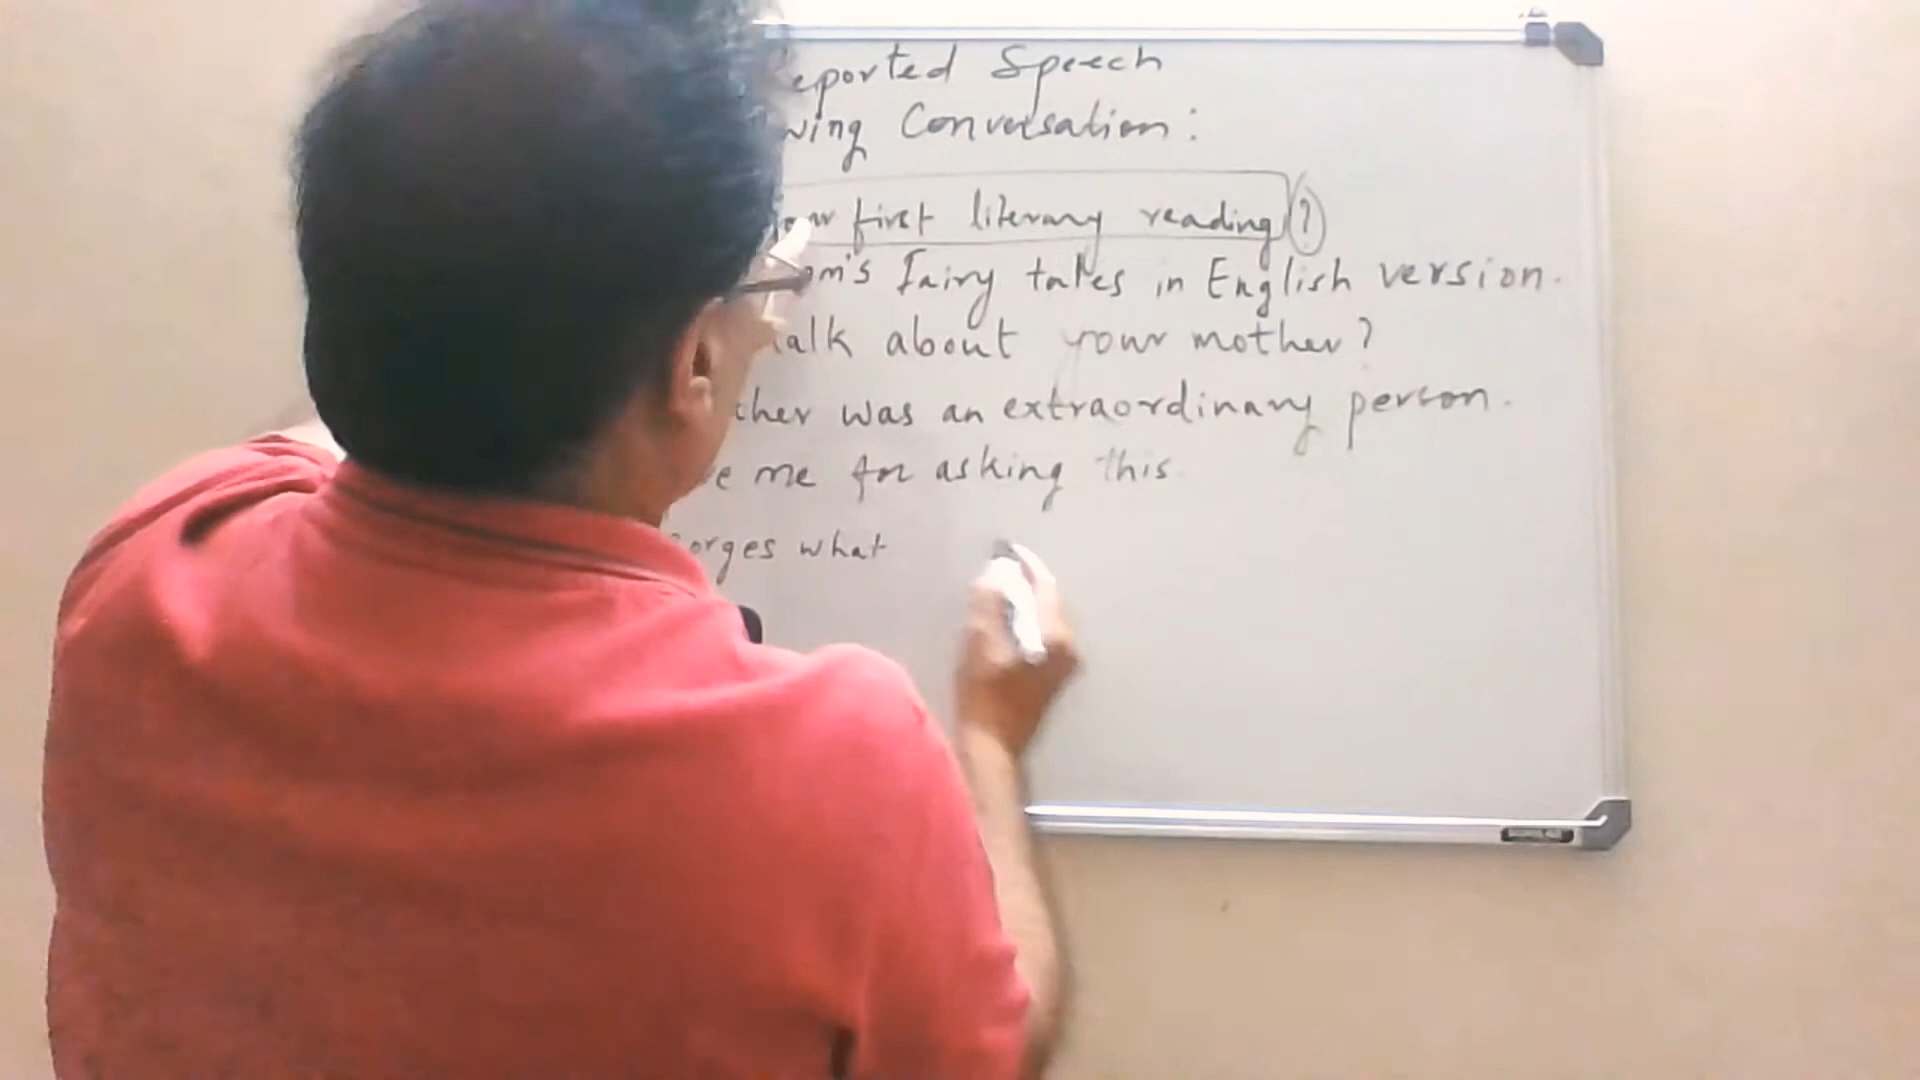 eported Speech
wing Conversation:
your first literary reading?
m's Fairy tales in English version.
alk about your mother?
ther was an extraordinary person.
e me for asking this.
orges what